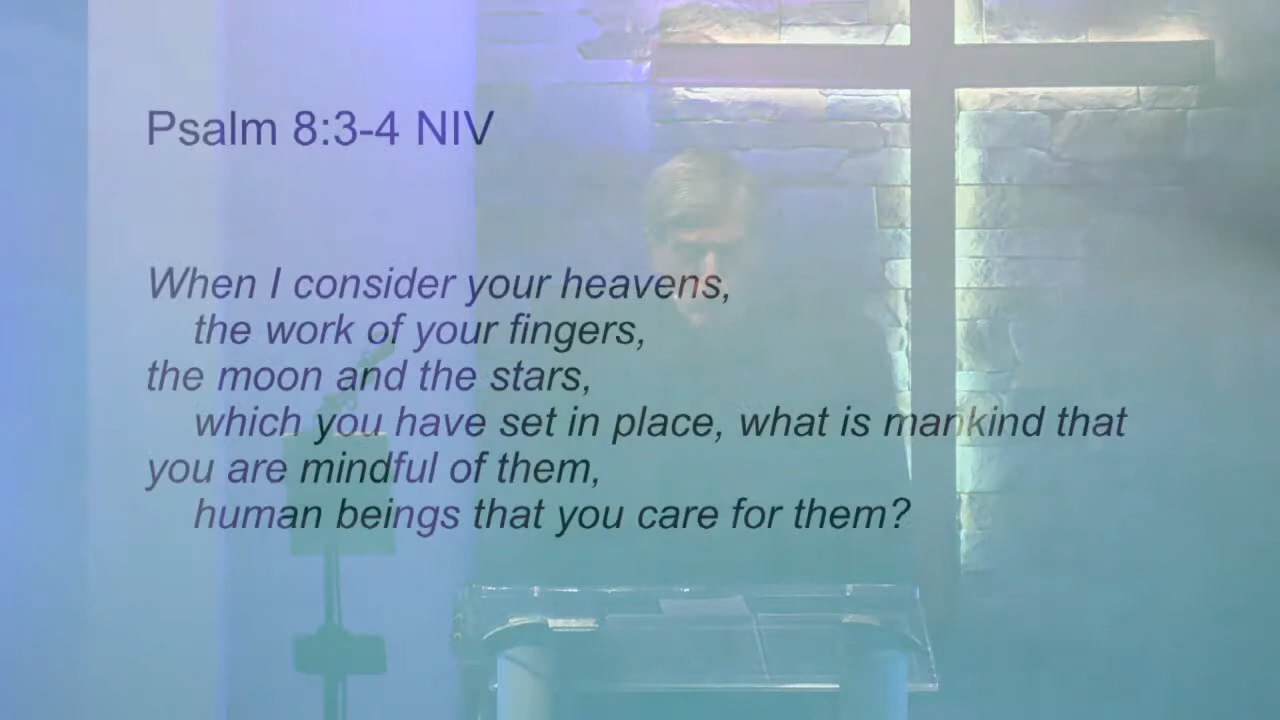 Psalm 8:3-4 NIV
When I consider your heavens,
the work of your fingers,
the moon and the stars,
which you have set in place, what is mankind that
you are mindful of them,
human beings that you care for them?